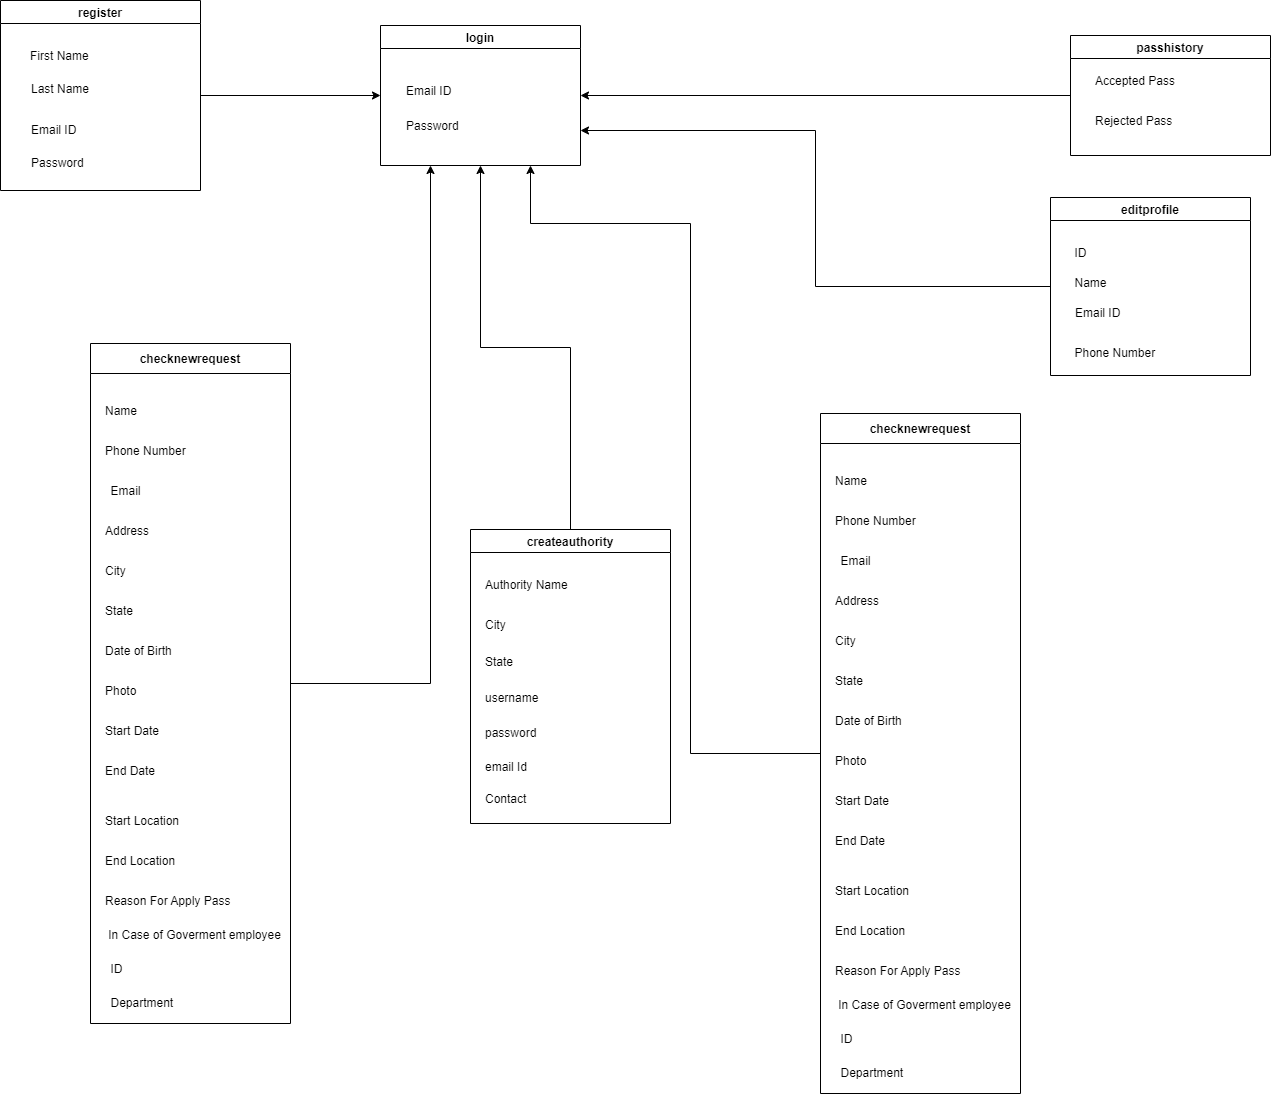 register
First Name
Last Name
Email ID
Password
login
Email ID
Password
passhistory
Accepted Pass
Rejected Pass
editprofile
ID
Name
Email ID
Phone Number
checknewrequest
Name
Phone Number
Email
Address
City
State
Date of Birth
Photo
Start Date
End Date
Start Location
End Location
Reason For Apply Pass
In Case of Goverment employee
ID
Department
createauthority
Authority Name
City
State
username
password
email Id
Contact
checknewrequest
Name
Phone Number
Email
Address
City
State
Date of Birth
Photo
Start Date
End Date
Start Location
End Location
Reason For Apply Pass
In Case of Goverment employee
ID
Department